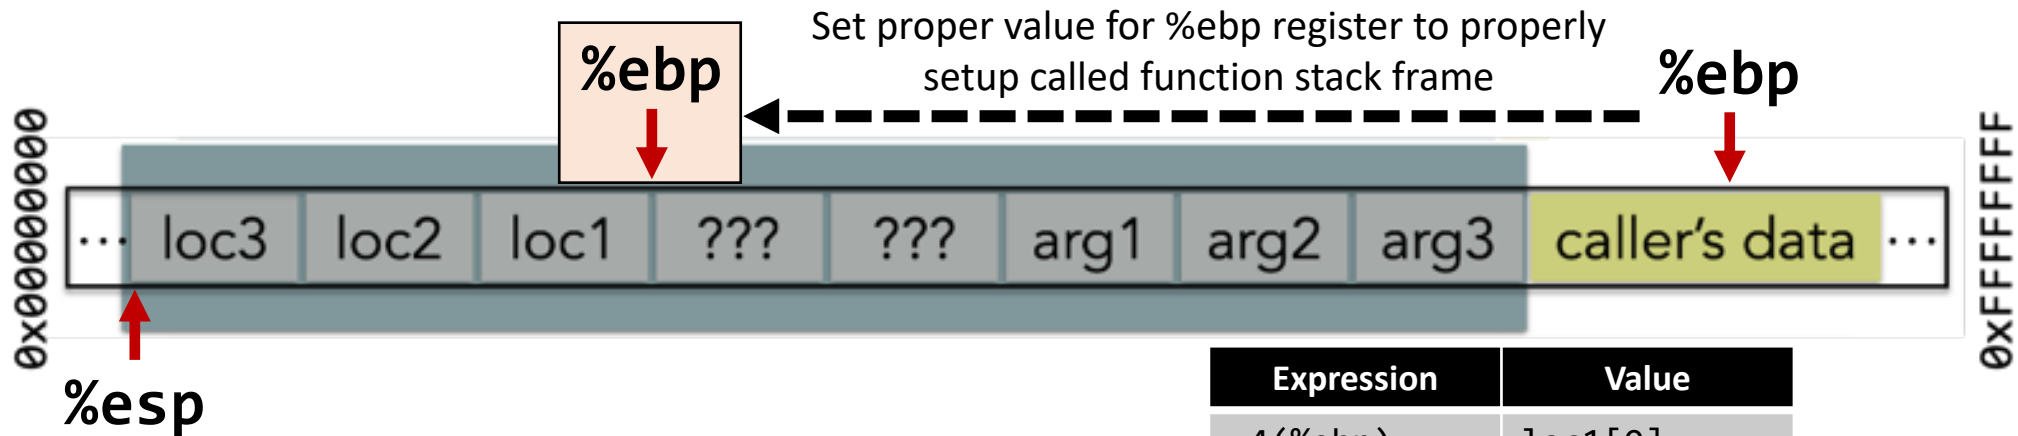 Set proper value for %ebp register to properly
setup called function stack frame
%ebp
%ebp
0x00000000
... loc3 loc2 loc1 ??? ??? arg1 arg2 arg3 caller's data ...
0xFFFFFFFF
%esp
Expression Value